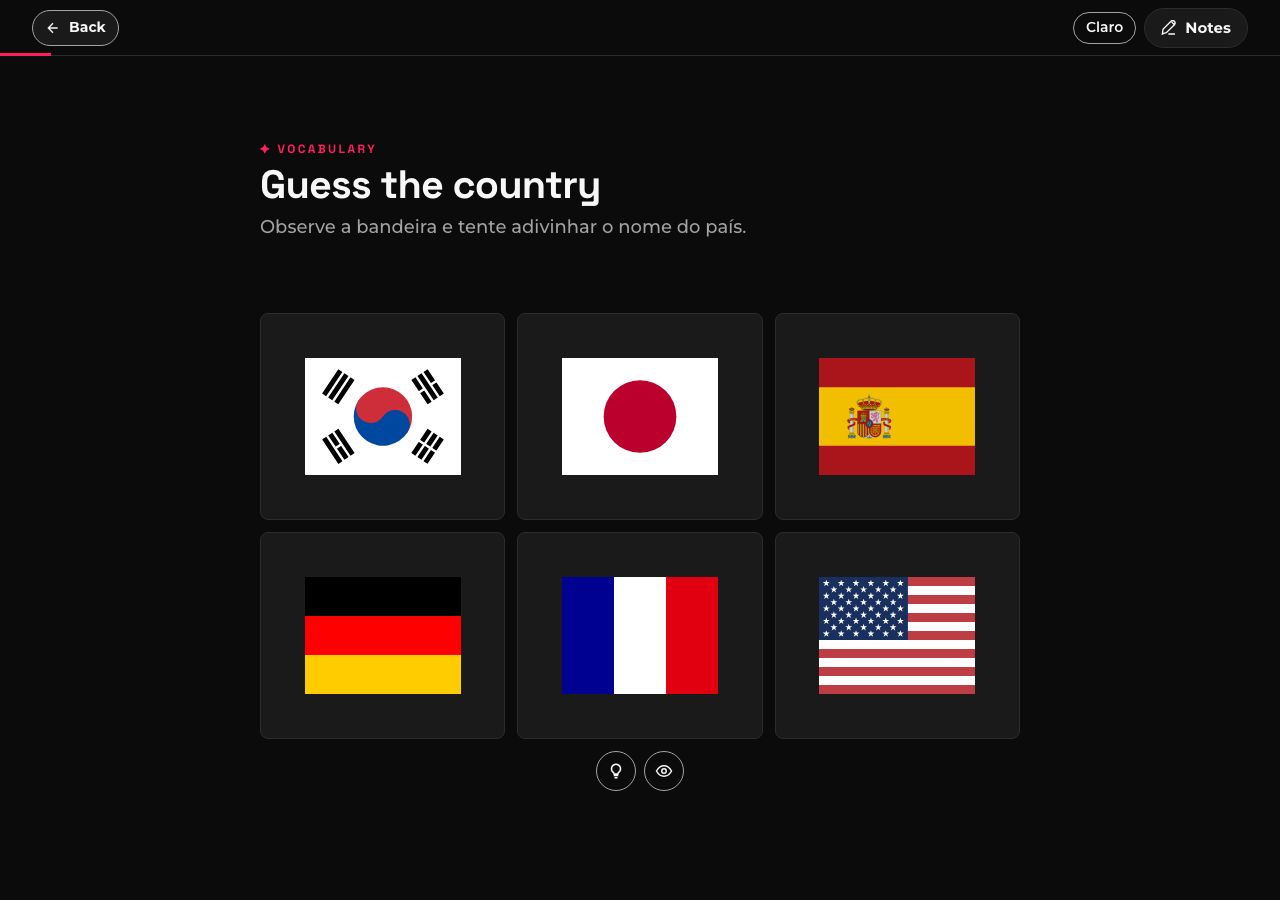 Back
Claro
Notes
VOCABULARY
Guess the country
Observe a bandeira e tente adivinhar o nome do país.